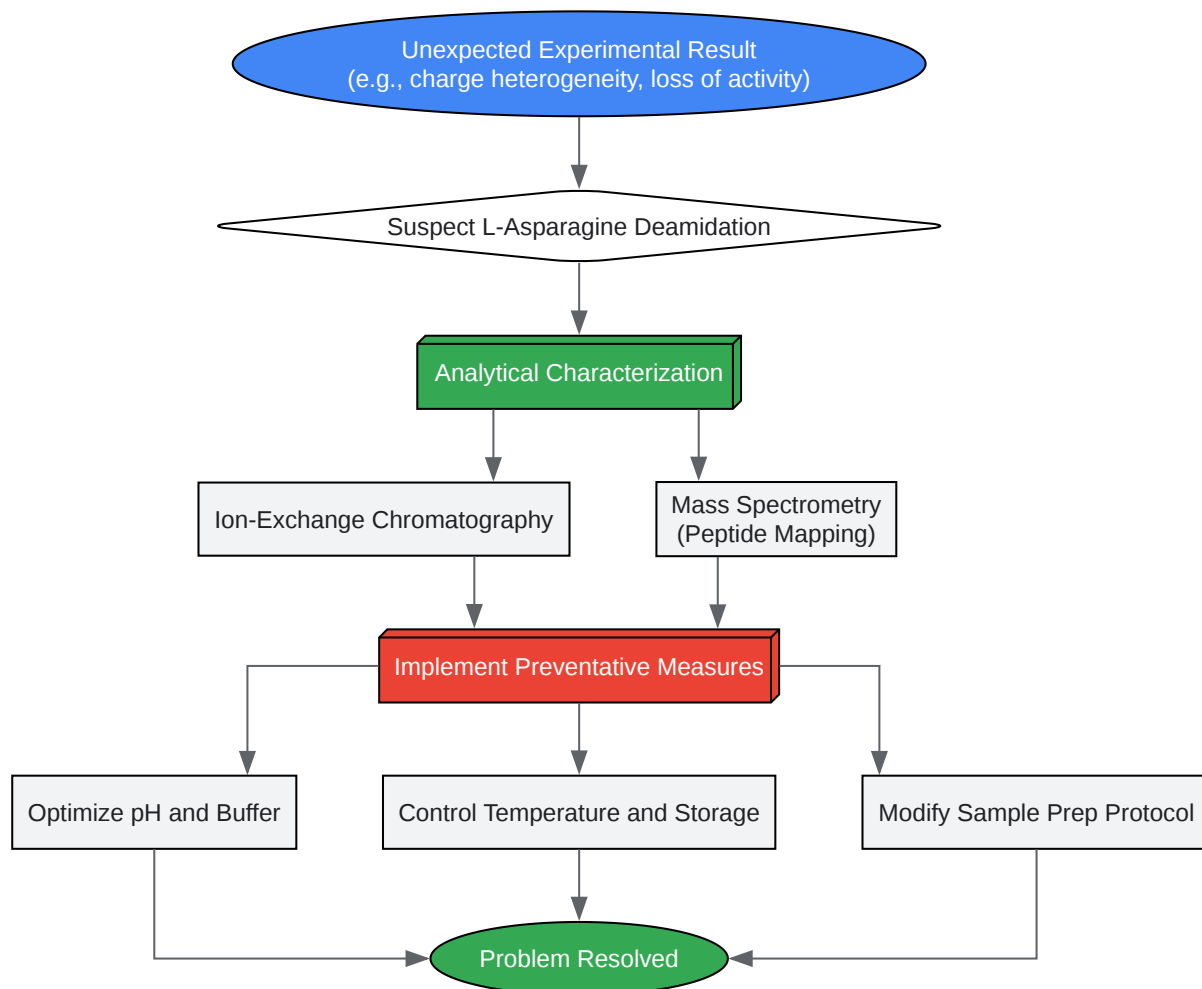 Unexpected Experimental Result
(e.g., charge heterogeneity, loss of activity)
Suspect L-Asparagine Deamidation
Analytical Characterization
Ion-Exchange Chromatography
Mass Spectrometry
(Peptide Mapping)
Implement Preventative Measures
Optimize pH and Buffer
Control Temperature and Storage
Modify Sample Prep Protocol
Problem Resolved